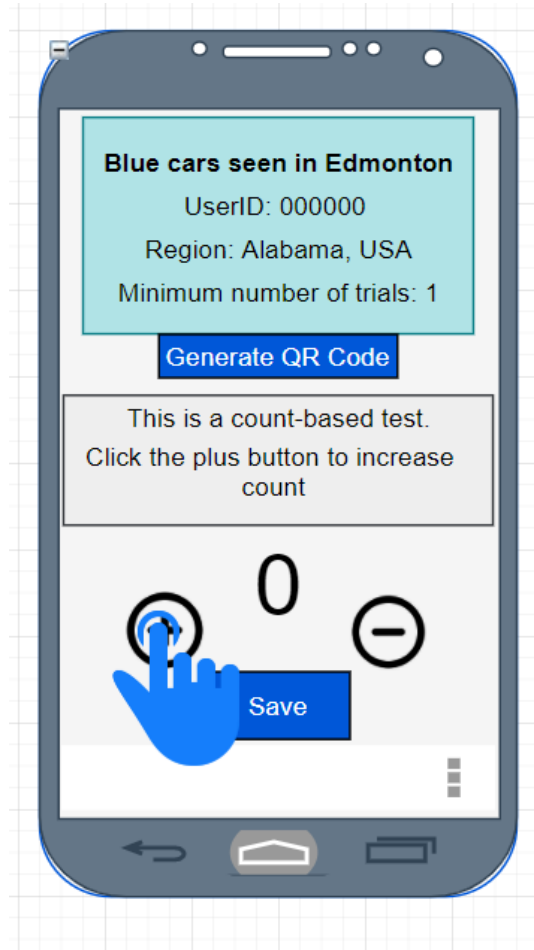 Blue cars seen in Edmonton
UserID: 000000
Region: Alabama, USA
Minimum number of trials: 1
Generate QR Code
This is a count-based test.
Click the plus button to increase
count
0
Save